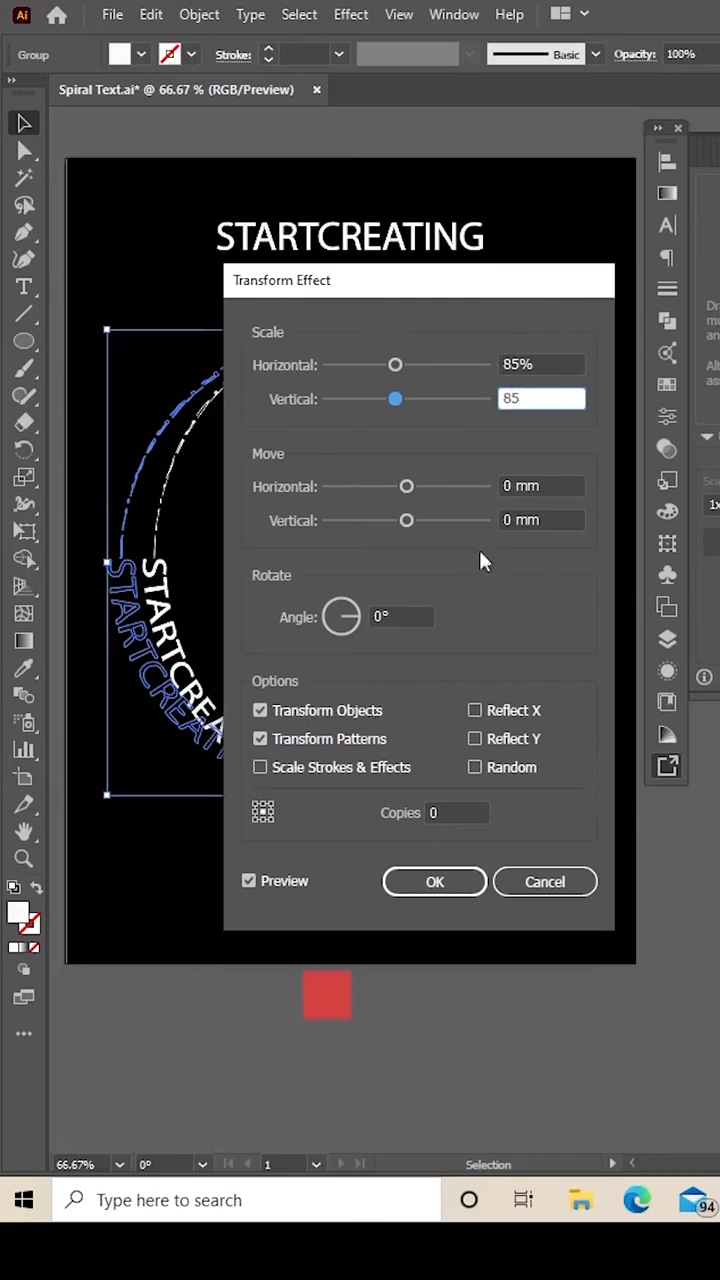 Ai File Edit Object Type Select Effect View Window Help
Group Stroke: Basic Opacity: 100%
Spiral Text.ai* @ 66.67 % (RGB/Preview) ×
STARTCREATING
Transform Effect
Scale
Horizontal: 85%
Vertical: 85
Move
Horizontal: 0 mm
Vertical: 0 mm
Rotate
Angle: 0°
Options
Transform Objects Reflect X
Transform Patterns Reflect Y
Scale Strokes & Effects Random
Copies 0
Preview OK Cancel
66.67% 0° 1 Selection
Type here to search
94